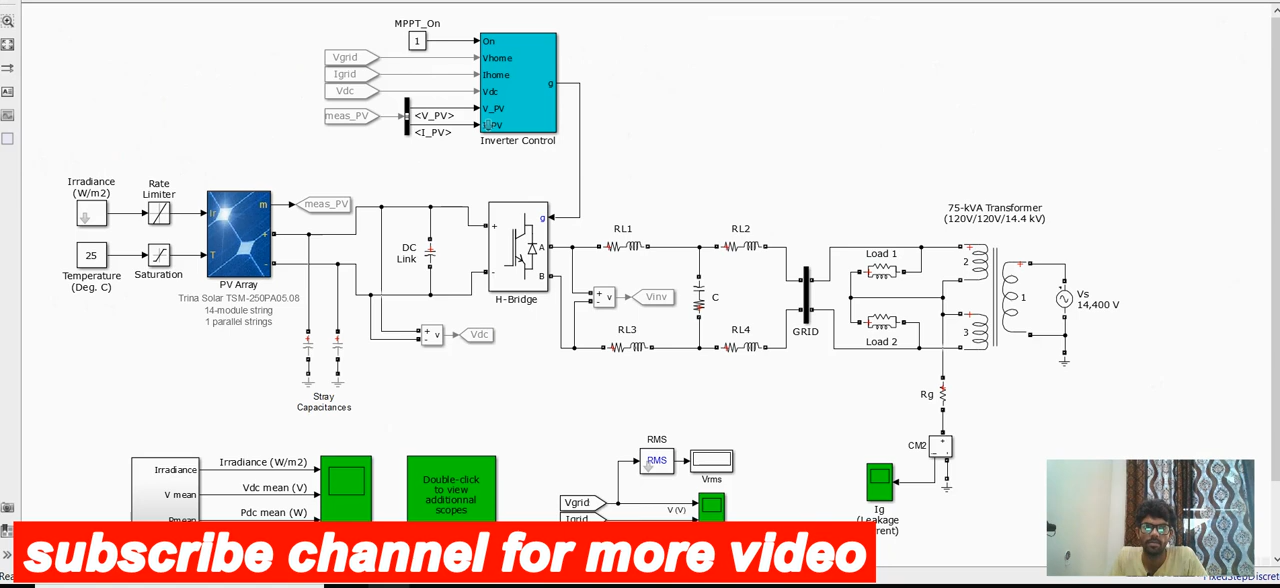 MPPT_On
1
On
Vgrid
Vhome
Igrid
Ihome
Vdc
Vdc
g
meas_PV
V_PV
<V_PV>
<I_PV>
Inverter Control
Irradiance
(W/m2)
Rate
Limiter
Ir
m
meas_PV
+
25
T
-
Temperature
(Deg. C)
Saturation
PV Array
Trina Solar TSM-250PA05.08
14-module string
1 parallel strings
DC
Link
g
+
A
-
B
H-Bridge
+
-
v
Vdc
Stray
Capacitances
RL1
RL2
C
+
-
v
Vinv
RL3
RL4
GRID
75-kVA Transformer
(120V/120V/14.4 kV)
Load 1
Load 2
2
1
3
Vs
14,400 V
Rg
CM2
Ig
(Leakage
RMS
RMS
Vrms
Vgrid
V (V)
Irradiance
Irradiance (W/m2)
V mean
Vdc mean (V)
Pdc mean (W)
Double-click
to view
additionnal
scopes
subscribe channel for more video
FixedStepDiscret